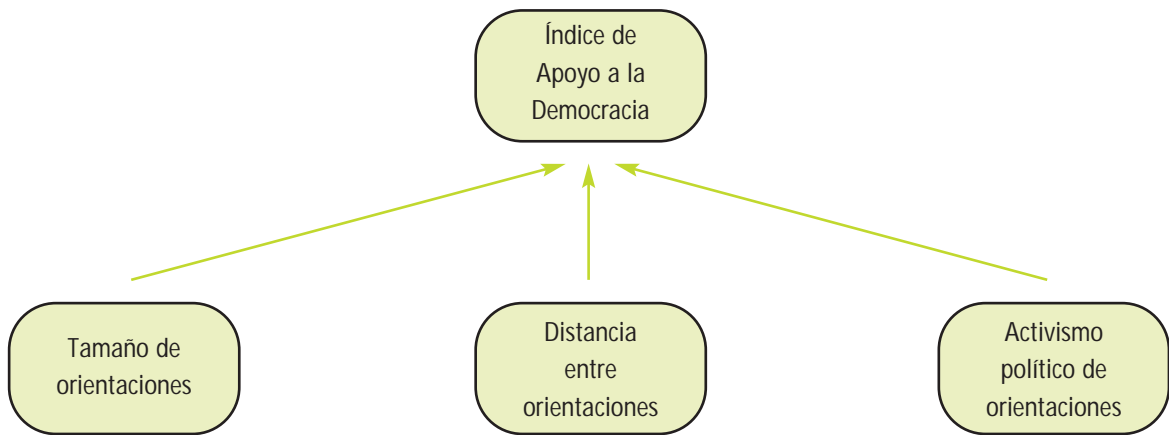 Índice de
Apoyo a la
Democracia
Tamaño de
orientaciones
Distancia
entre
orientaciones
Activismo
político de
orientaciones